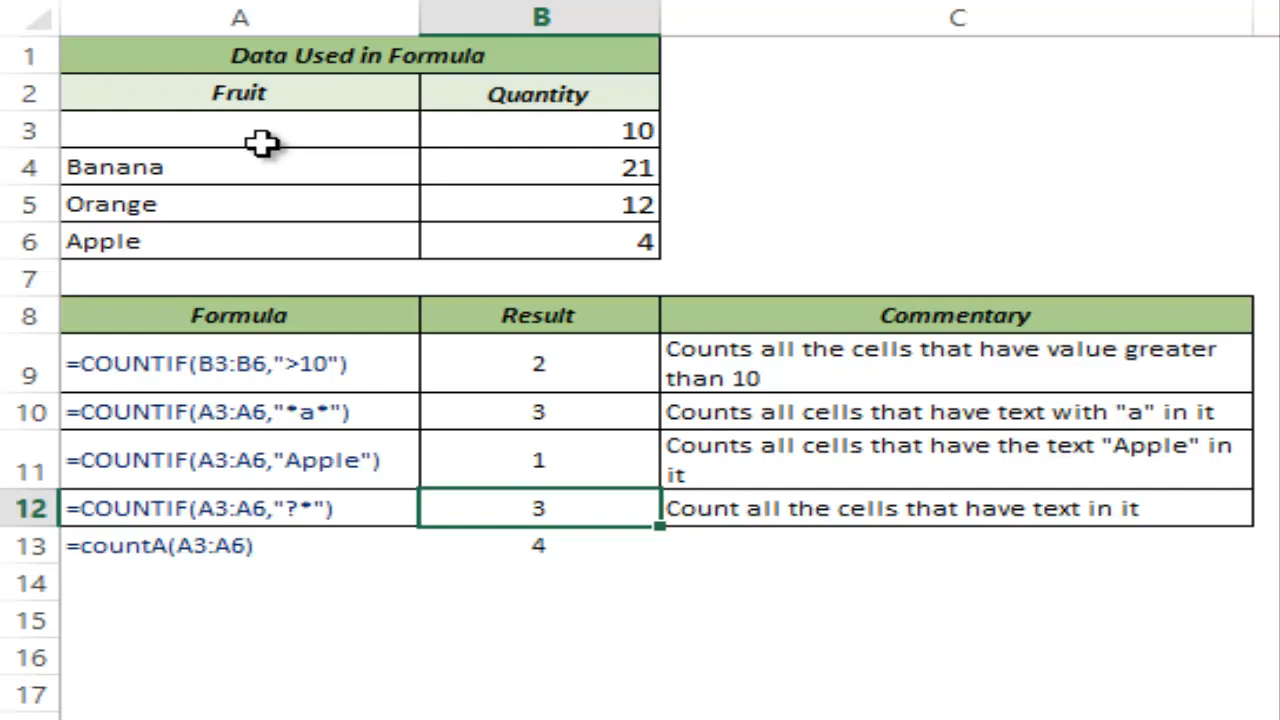 A B C
1 Data Used in Formula
2 Fruit Quantity
3 10
4 Banana 21
5 Orange 12
6 Apple 4
7
8 Formula Result Commentary
9 =COUNTIF(B3:B6,">10") 2 Counts all the cells that have value greater
than 10
10 =COUNTIF(A3:A6,"*a*") 3 Counts all cells that have text with "a" in it
11 =COUNTIF(A3:A6,"Apple") 1 Counts all cells that have the text "Apple" in
it
12 =COUNTIF(A3:A6,"?*") 3 Count all the cells that have text in it
13 =countA(A3:A6) 4
14
15
16
17